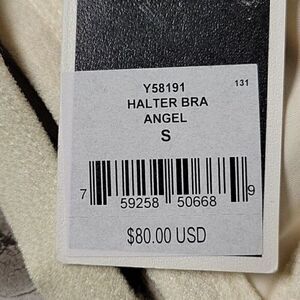 Y58191 131
HALTER BRA
ANGEL
S
7 59258 50668 9
$80.00 USD